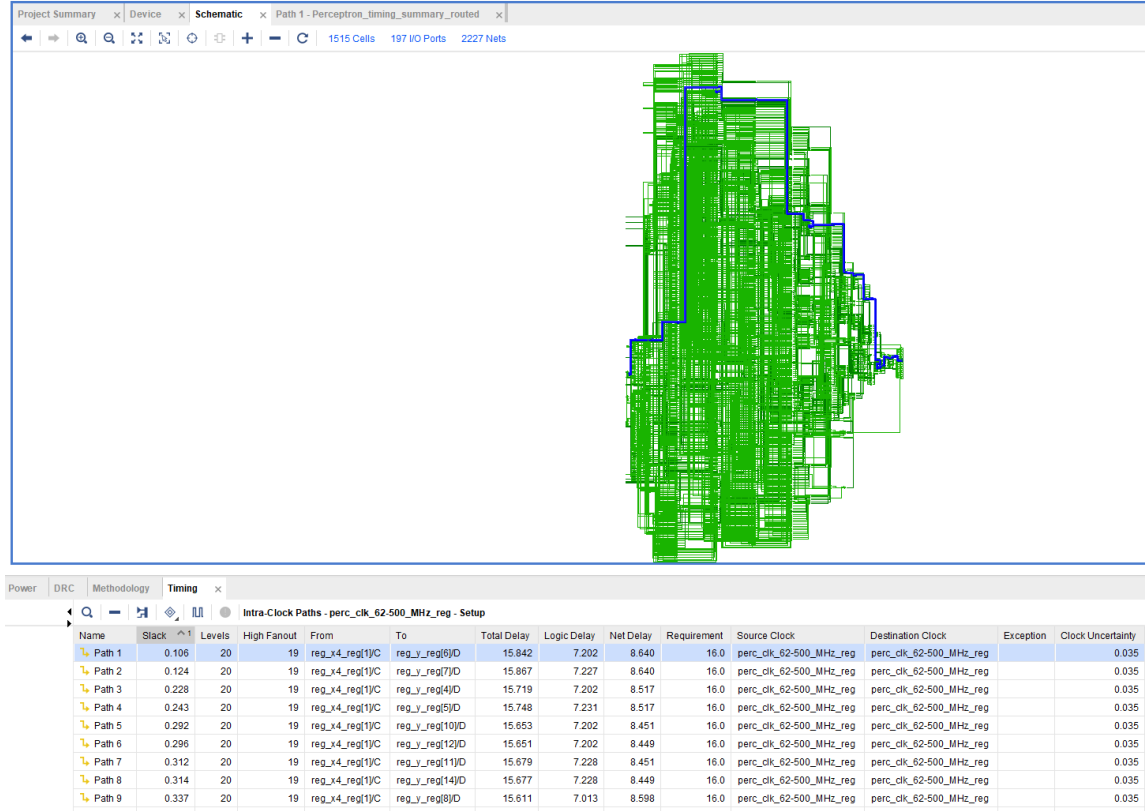 Project Summary × Device × Schematic × Path 1 - Perceptron_timing_summary_routed ×
1515 Cells 197 I/O Ports 2227 Nets
Power DRC Methodology Timing ×
Intra-Clock Paths - perc_clk_62-500_MHz_reg - Setup
Name Slack ^1 Levels High Fanout From To Total Delay Logic Delay Net Delay Requirement Source Clock Destination Clock Exception Clock Uncertainty
Path 1 0.106 20 19 reg_x4_reg[1]/C reg_y_reg[6]/D 15.842 7.202 8.640 16.0 perc_clk_62-500_MHz_reg perc_clk_62-500_MHz_reg 0.035
Path 2 0.124 20 19 reg_x4_reg[1]/C reg_y_reg[7]/D 15.867 7.227 8.640 16.0 perc_clk_62-500_MHz_reg perc_clk_62-500_MHz_reg 0.035
Path 3 0.228 20 19 reg_x4_reg[1]/C reg_y_reg[4]/D 15.719 7.202 8.517 16.0 perc_clk_62-500_MHz_reg perc_clk_62-500_MHz_reg 0.035
Path 4 0.243 20 19 reg_x4_reg[1]/C reg_y_reg[5]/D 15.748 7.231 8.517 16.0 perc_clk_62-500_MHz_reg perc_clk_62-500_MHz_reg 0.035
Path 5 0.292 20 19 reg_x4_reg[1]/C reg_y_reg[10]/D 15.653 7.202 8.451 16.0 perc_clk_62-500_MHz_reg perc_clk_62-500_MHz_reg 0.035
Path 6 0.296 20 19 reg_x4_reg[1]/C reg_y_reg[12]/D 15.651 7.202 8.449 16.0 perc_clk_62-500_MHz_reg perc_clk_62-500_MHz_reg 0.035
Path 7 0.312 20 19 reg_x4_reg[1]/C reg_y_reg[11]/D 15.679 7.228 8.451 16.0 perc_clk_62-500_MHz_reg perc_clk_62-500_MHz_reg 0.035
Path 8 0.314 20 19 reg_x4_reg[1]/C reg_y_reg[14]/D 15.677 7.228 8.449 16.0 perc_clk_62-500_MHz_reg perc_clk_62-500_MHz_reg 0.035
Path 9 0.337 20 19 reg_x4_reg[1]/C reg_y_reg[8]/D 15.611 7.013 8.598 16.0 perc_clk_62-500_MHz_reg perc_clk_62-500_MHz_reg 0.035